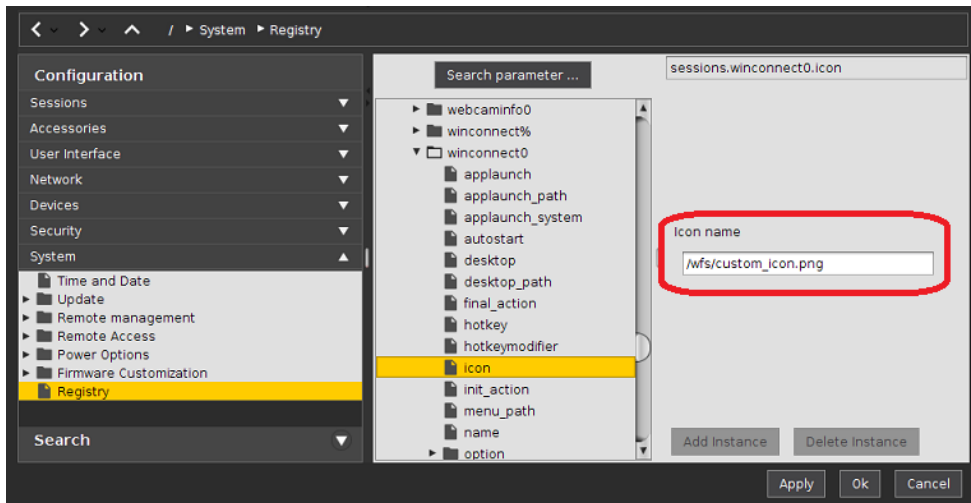 / ▸ System ▸ Registry
Configuration
Sessions
Accessories
User Interface
Network
Devices
Security
System
Time and Date
Update
Remote management
Remote Access
Power Options
Firmware Customization
Registry
Search
Search parameter ...
webcaminfo0
winconnect%
winconnect0
applaunch
applaunch_path
applaunch_system
autostart
desktop
desktop_path
final_action
hotkey
hotkeymodifier
icon
init_action
menu_path
name
option
sessions.winconnect0.icon
Icon name
/wfs/custom_icon.png
Add Instance Delete Instance
Apply Ok Cancel